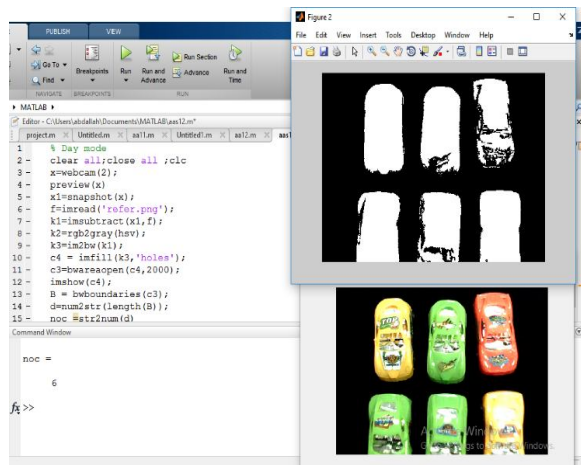 PUBLISH VIEW
Figure 2
File Edit View Insert Tools Desktop Window Help
Go To
Find
Breakpoints
Run
Run and Advance
Run Section
Advance
Run and Time
NAVIGATE BREAKPOINTS RUN
MATLAB
Editor - C:\Users\abdallah\Documents\MATLAB\aas12.m*
project.m Untitled.m aa11.m Untitled1.m aa12.m aas1
1 % Day mode
2 - clear all;close all ;clc
3 - x=webcam(2);
4 - preview(x)
5 - x1=snapshot(x);
6 - f=imread('refer.png');
7 - k1=imsubtract(x1,f);
8 - k2=rgb2gray(hsv);
9 - k3=im2bw(k1);
10 - c4 = imfill(k3,'holes');
11 - c3=bwareaopen(c4,2000);
12 - imshow(c4);
13 - B = bwboundaries(c3);
14 - d=num2str(length(B));
15 - noc =str2num(d)
Command Window
noc =
6
fx >>